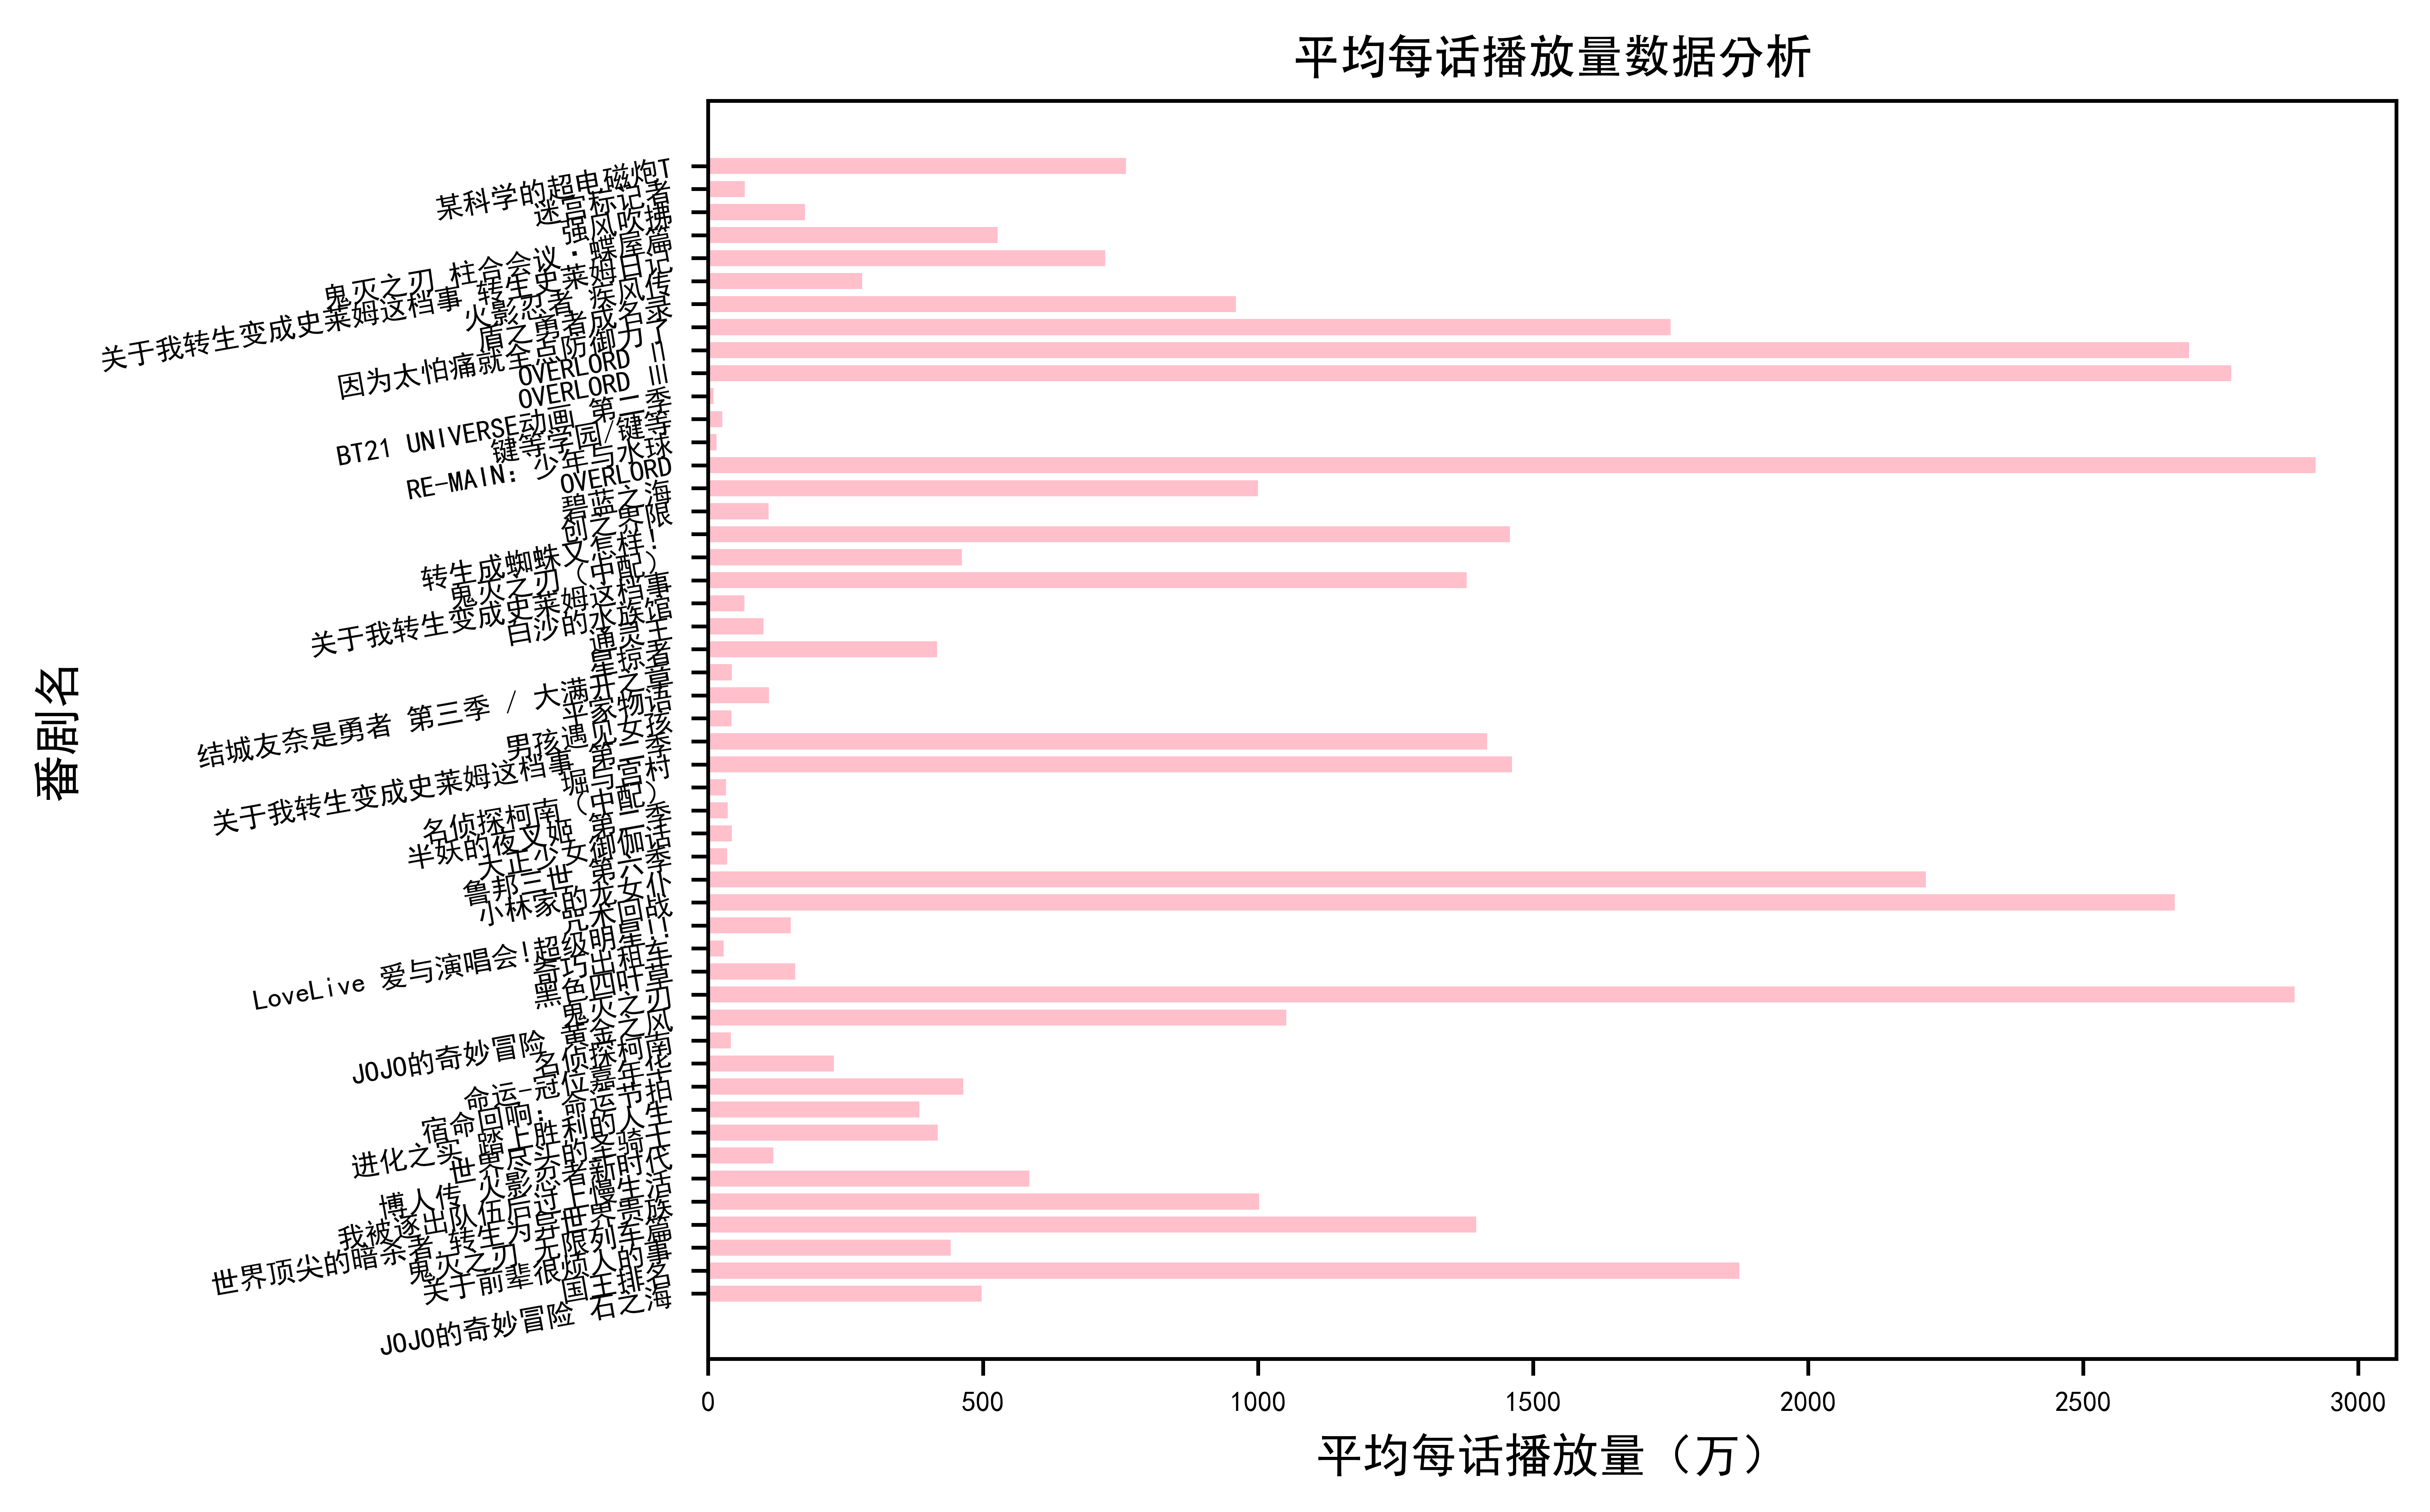 平均每话播放量数据分析
某科学的超电磁炮T
迷宫标记者
强风吹拂
鬼灭之刃 柱合会议·蝶屋篇
关于我转生变成史莱姆这档事 转生史莱姆日记
火影忍者 疾风传
盾之勇者成名录
因为太怕痛就全点防御力了
OVERLORD Ⅱ
OVERLORD Ⅲ
BT21 UNIVERSE动画 第二季
键等学园/键等
RE-MAIN：少年与水球
OVERLORD
碧蓝之海
创之界限
转生成蜘蛛又怎样！
鬼灭之刃（中配）
关于我转生变成史莱姆这档事
白沙的水族馆
通灵王
星掠者
结城友奈是勇者 第三季 / 大满开之章
平家物语
男孩遇见女孩
关于我转生变成史莱姆这档事 第二季
堀与宫村
名侦探柯南（中配）
半妖的夜叉姬 第二季
大正少女御伽话
鲁邦三世 第六季
小林家的龙女仆
咒术回战
LoveLive 爱与演唱会!超级明星!!
奇巧出租车
黑色四叶草
鬼灭之刃
JOJO的奇妙冒险 黄金之风
名侦探柯南
命运-冠位嘉年华
宿命回响：命运节拍
进化之实 踏上胜利的人生
世界尽头的圣骑士
博人传 火影忍者新时代
我被逐出队伍后过上慢生活
世界顶尖的暗杀者 转生为异世界贵族
鬼灭之刃 无限列车篇
关于前辈很烦人的事
国王排名
JOJO的奇妙冒险 石之海
番剧名
0 500 1000 1500 2000 2500 3000
平均每话播放量（万）